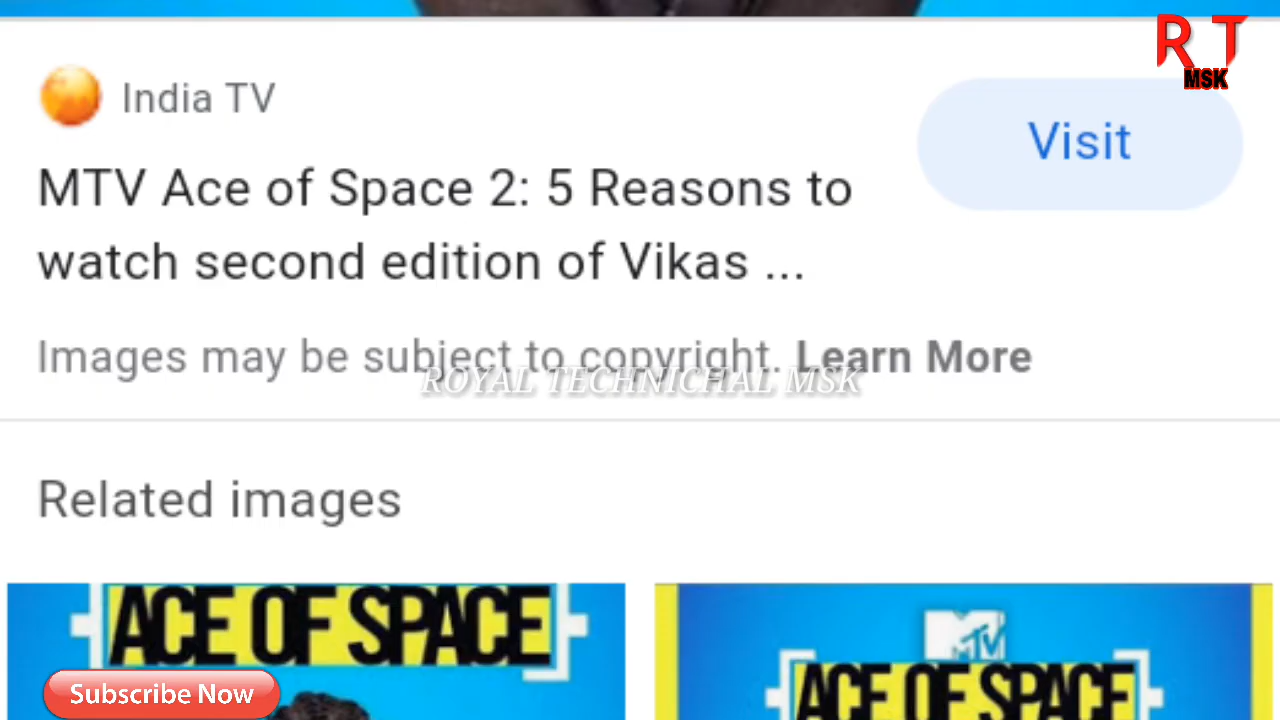 R T
MSK
India TV
Visit
MTV Ace of Space 2: 5 Reasons to
watch second edition of Vikas ...
Images may be subject to copyright. Learn More
ROYAL TECHNICHAL MSK
Related images
ACE OF SPACE
MTV
ACE OF SPACE
Subscribe Now